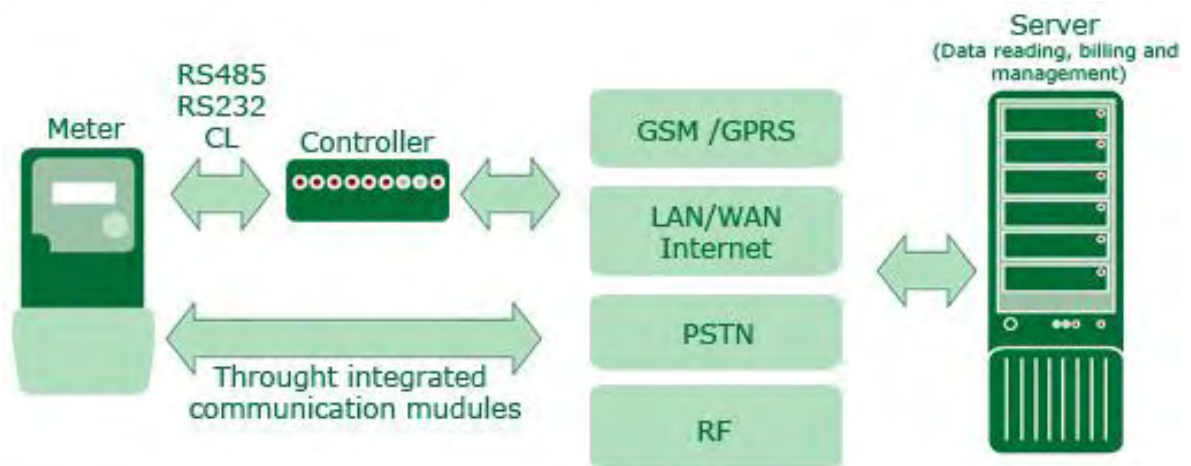 Meter
RS485
RS232
CL
Controller
Throught integrated
communication mudules
GSM /GPRS
LAN/WAN
Internet
PSTN
RF
Server
(Data reading, billing and
management)